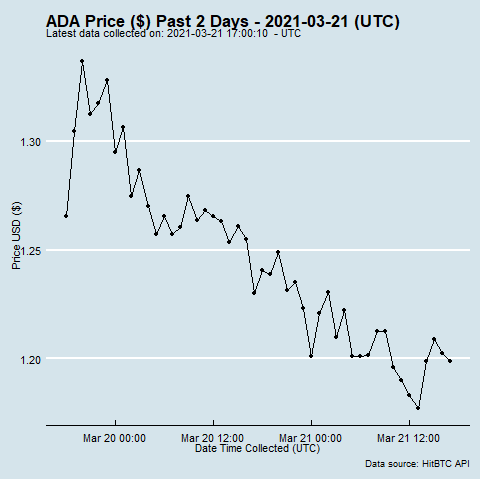 ADA Price ($) Past 2 Days - 2021-03-21 (UTC)
Latest data collected on: 2021-03-21 17:00:10  - UTC
1.30
1.25
1.20
Price USD ($)
Mar 20 00:00 Mar 20 12:00 Mar 21 00:00 Mar 21 12:00
Date Time Collected (UTC)
Data source: HitBTC API